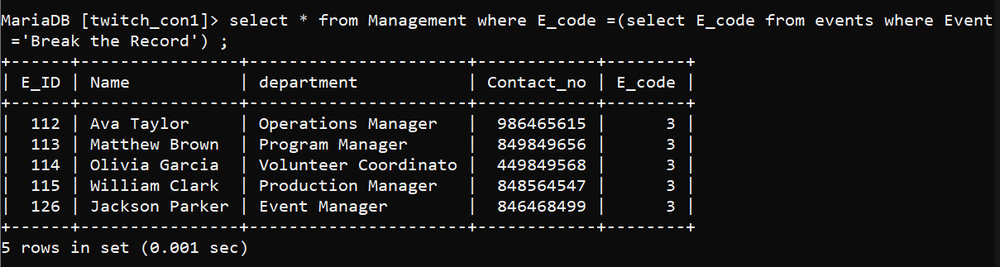 MariaDB [twitch_con1]> select * from Management where E_code =(select E_code from events where Event
 ='Break the Record') ;
+------+----------------+----------------------+------------+--------+
| E_ID | Name           | department           | Contact_no | E_code |
+------+----------------+----------------------+------------+--------+
|  112 | Ava Taylor     | Operations Manager   |  986465615 |      3 |
|  113 | Matthew Brown  | Program Manager      |  849849656 |      3 |
|  114 | Olivia Garcia  | Volunteer Coordinato |  449849568 |      3 |
|  115 | William Clark  | Production Manager   |  848564547 |      3 |
|  126 | Jackson Parker | Event Manager        |  846468499 |      3 |
+------+----------------+----------------------+------------+--------+
5 rows in set (0.001 sec)